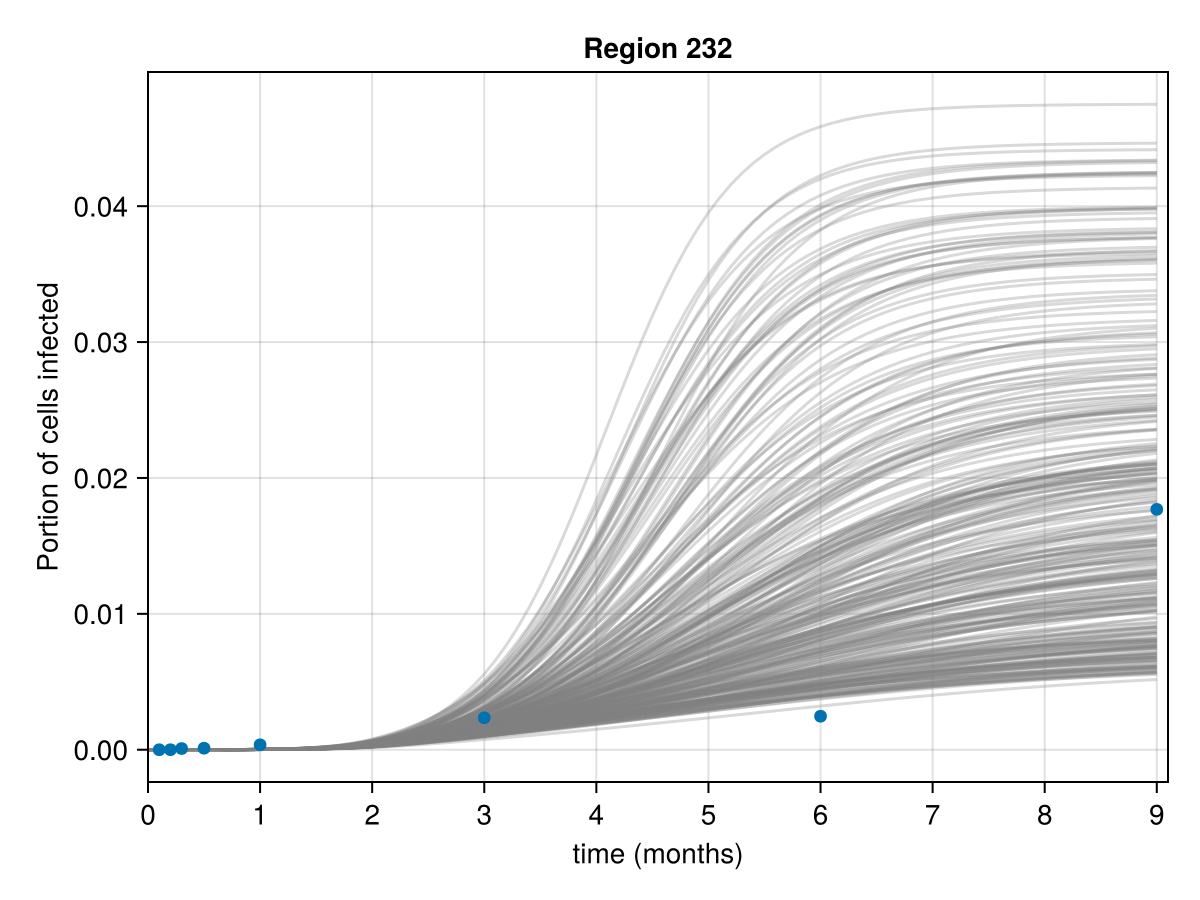 Region 232
Portion of cells infected
0.04
0.03
0.02
0.01
0.00
0 1 2 3 4 5 6 7 8 9
time (months)